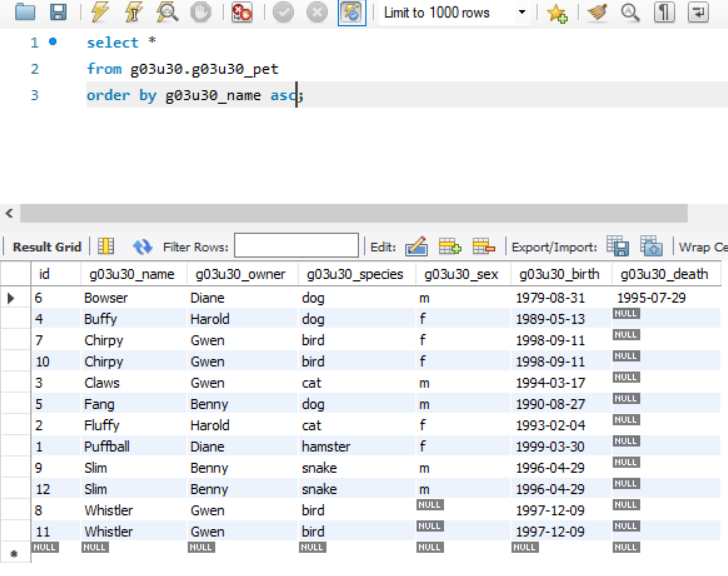 Limit to 1000 rows
1 select *
2 from g03u30.g03u30_pet
3 order by g03u30_name asc;
Result Grid Filter Rows: Edit: Export/Import: Wrap Ce
id g03u30_name g03u30_owner g03u30_species g03u30_sex g03u30_birth g03u30_death
6 Bowser Diane dog m 1979-08-31 1995-07-29
4 Buffy Harold dog f 1989-05-13 NULL
7 Chirpy Gwen bird f 1998-09-11 NULL
10 Chirpy Gwen bird f 1998-09-11 NULL
3 Claws Gwen cat m 1994-03-17 NULL
5 Fang Benny dog m 1990-08-27 NULL
2 Fluffy Harold cat f 1993-02-04 NULL
1 Puffball Diane hamster f 1999-03-30 NULL
9 Slim Benny snake m 1996-04-29 NULL
12 Slim Benny snake m 1996-04-29 NULL
8 Whistler Gwen bird NULL 1997-12-09 NULL
11 Whistler Gwen bird NULL 1997-12-09 NULL
NULL NULL NULL NULL NULL NULL NULL